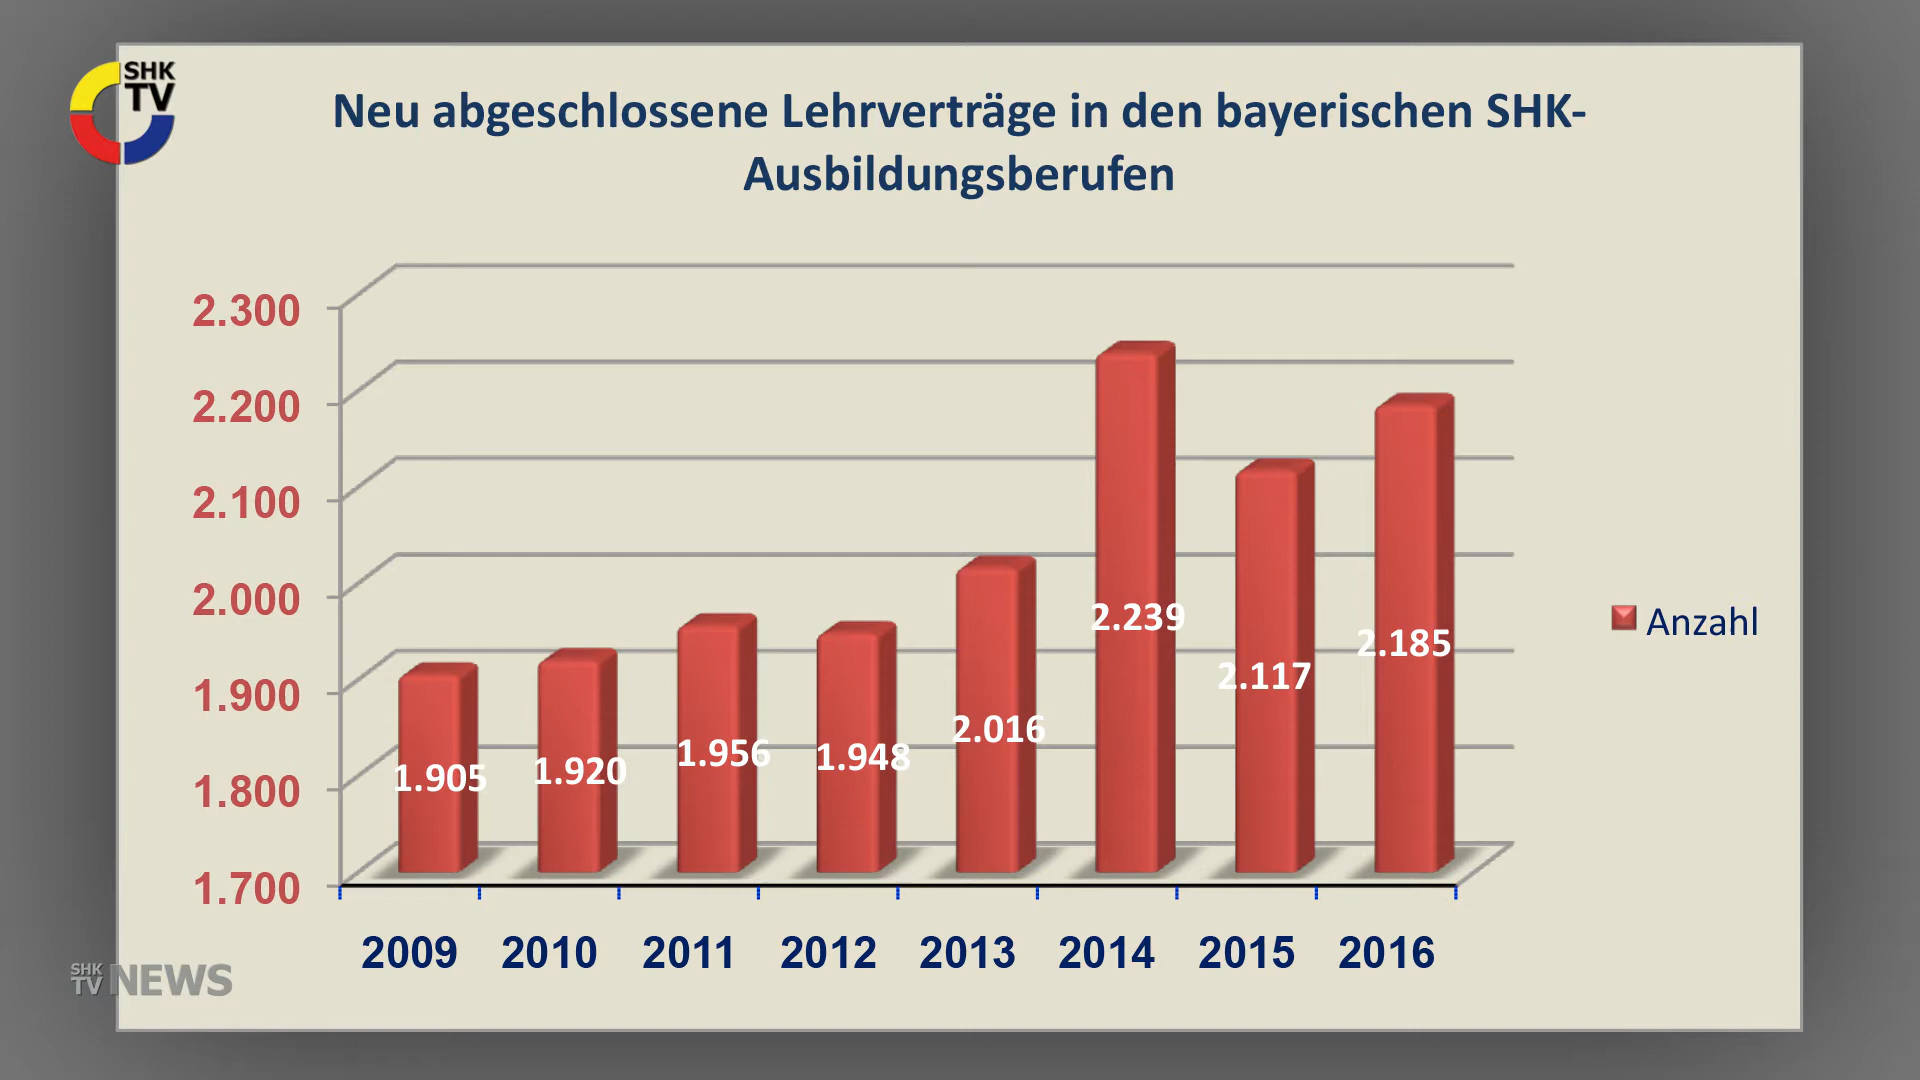 SHK
TV
Neu abgeschlossene Lehrverträge in den bayerischen SHK-
Ausbildungsberufen
2.300
2.200
2.100
2.000
1.900
1.800
1.700
1.905
1.920
1.956
1.948
2.016
2.239
2.117
2.185
Anzahl
2009 2010 2011 2012 2013 2014 2015 2016
SHK
TV NEWS